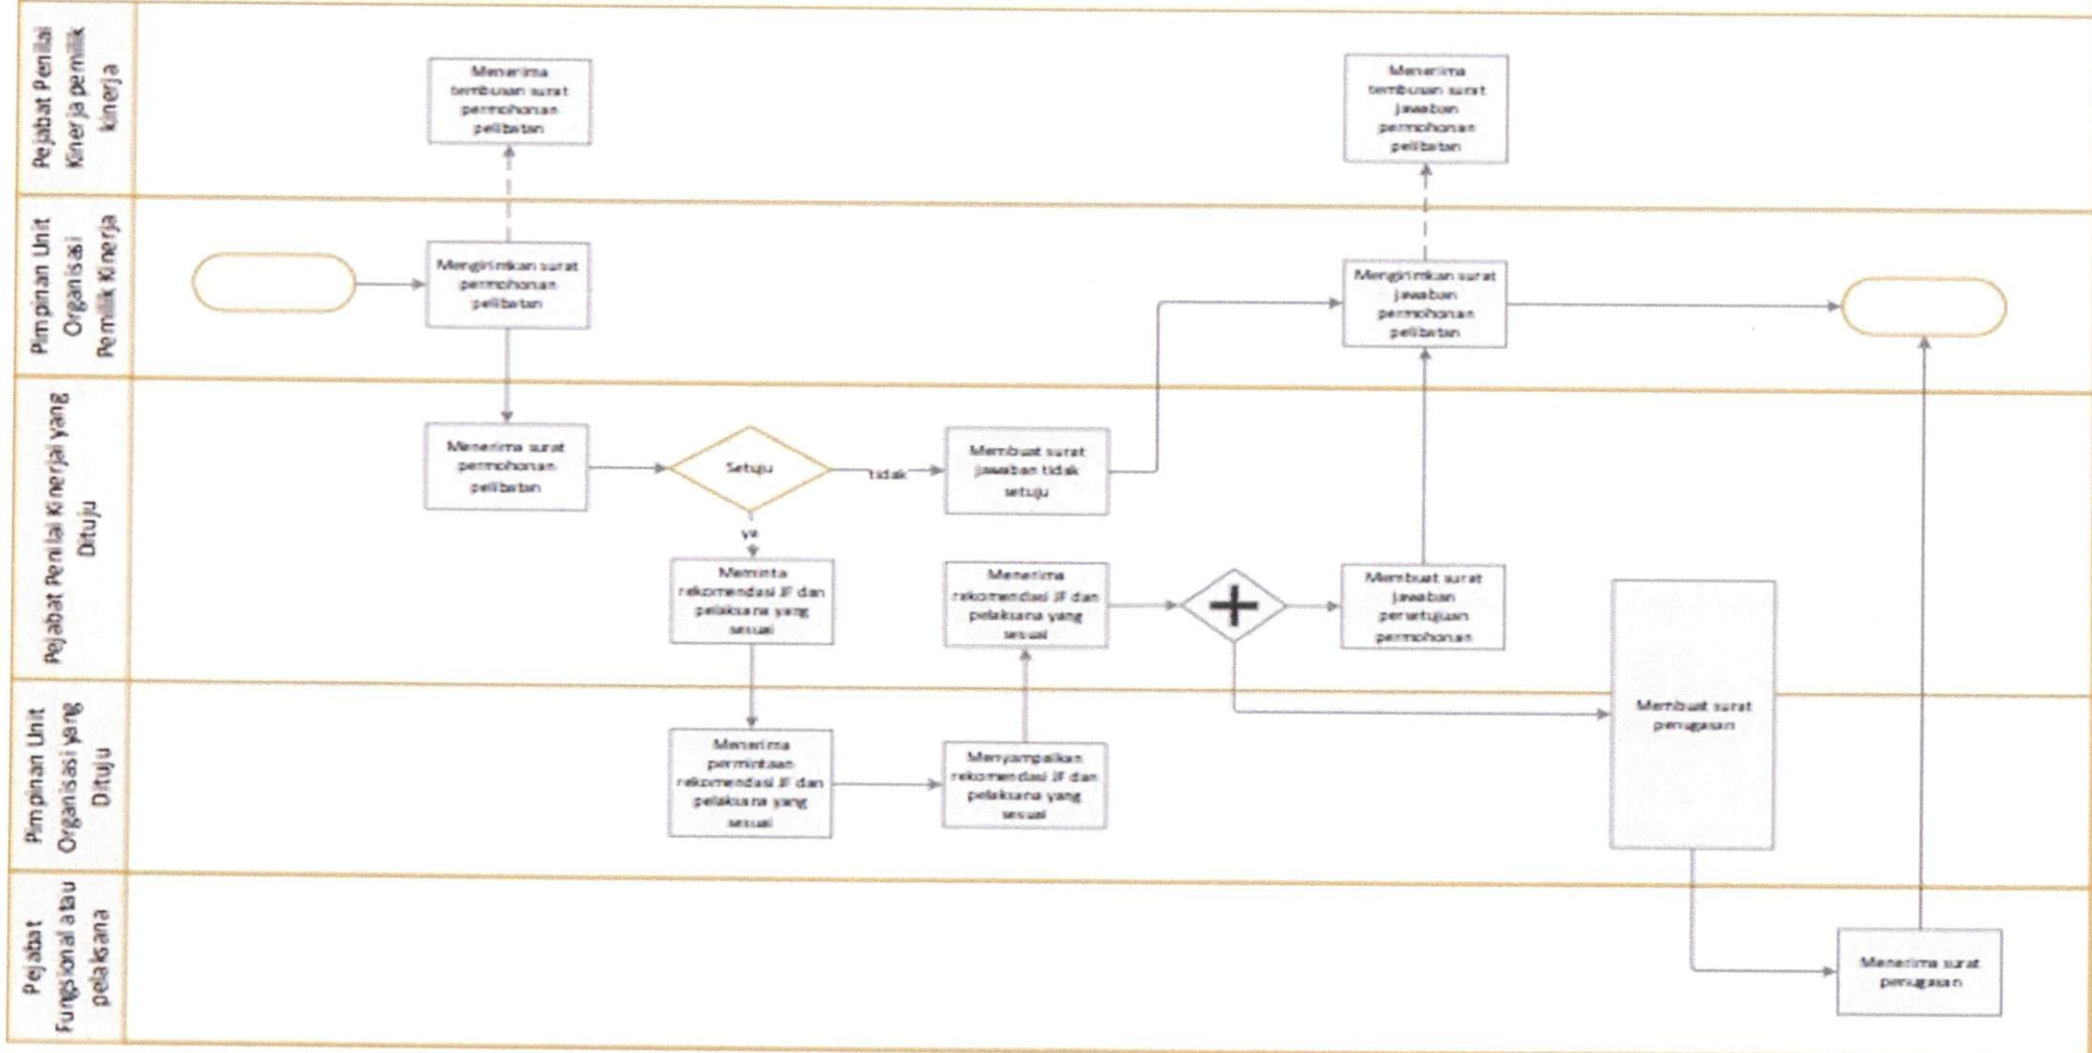 Pejabat Penilai
Kinerja pemilik
kinerja
Menerima
tembusan surat
permohonan
pelibatan
Menerima
tembusan surat
jawaban
permohonan
pelibatan
Pimpinan Unit
Organisasi
Pemilik Kinerja
Mengirimkan surat
permohonan
pelibatan
Mengirimkan surat
jawaban
permohonan
pelibatan
Pejabat Penilai Kinerjai yang
Dituju
Menerima surat
permohonan
pelibatan
Setuju
tidak
Membuat surat
jawaban tidak
setuju
ya
Meminta
rekomendasi JF dan
pelaksana yang
sesuai
Menerima
rekomendasi JF dan
pelaksana yang
sesuai
Membuat surat
jawaban
persetujuan
permohonan
Membuat surat
penugasan
Pimpinan Unit
Organisasi yang
Dituju
Menerima
permintaan
rekomendasi JF dan
pelaksana yang
sesuai
Menyampaikan
rekomendasi JF dan
pelaksana yang
sesuai
Pejabat
Fungsional atau
pelaksana
Menerima surat
penugasan